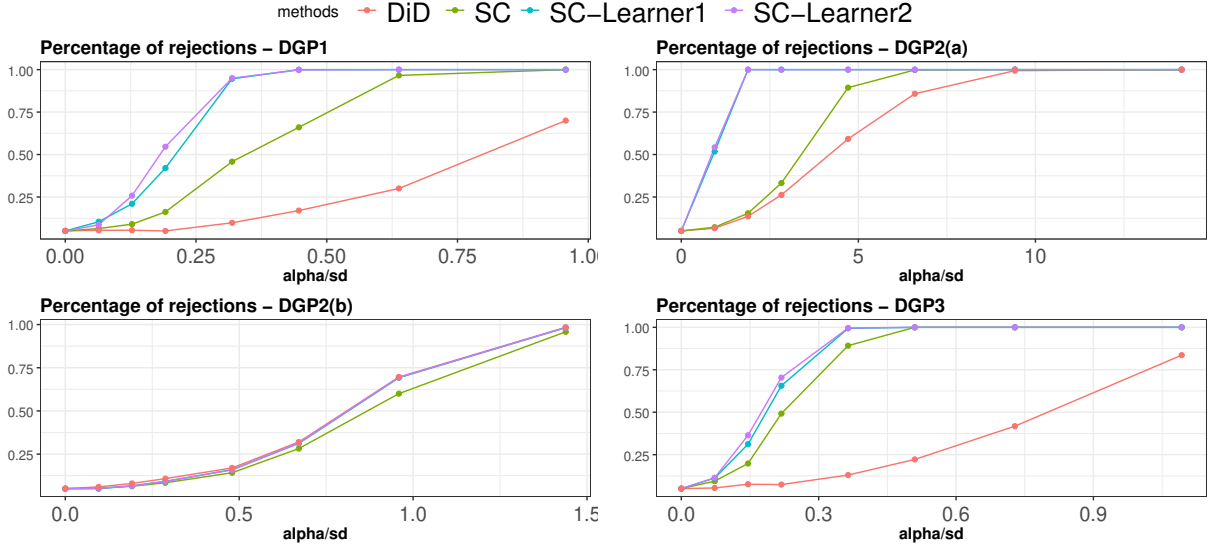 methods DiD SC SC−Learner1 SC−Learner2
Percentage of rejections − DGP1
1.00
0.75
0.50
0.25
0.00 0.25 0.50 0.75 1.0
alpha/sd
Percentage of rejections − DGP2(a)
1.00
0.75
0.50
0.25
0 5 10
alpha/sd
Percentage of rejections − DGP2(b)
1.00
0.75
0.50
0.25
0.0 0.5 1.0 1.5
alpha/sd
Percentage of rejections − DGP3
1.00
0.75
0.50
0.25
0.0 0.3 0.6 0.9
alpha/sd